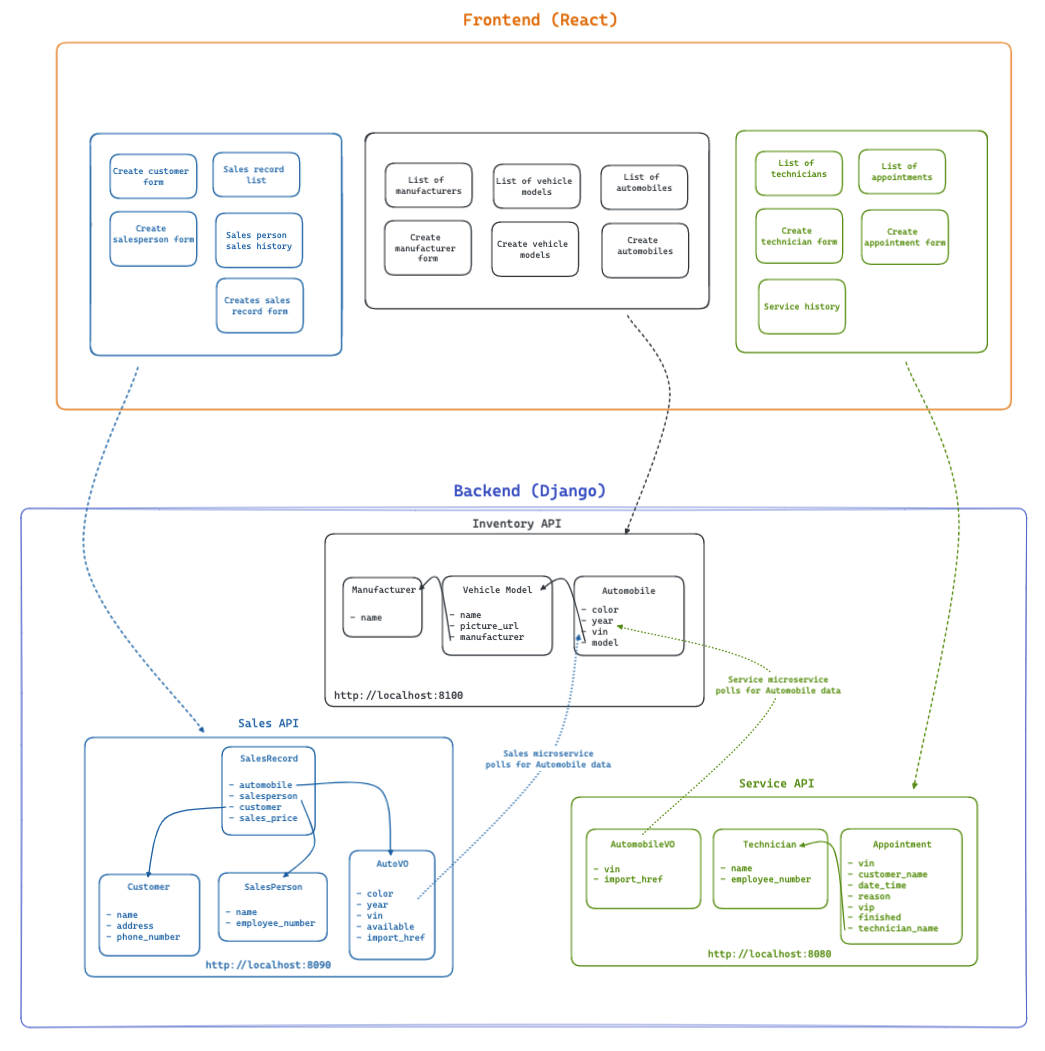 Frontend (React)
Create customer
form
Sales record
list
Create
salesperson form
Sales person
sales history
Creates sales
record form
List of
manufacturers
List of vehicle
models
List of
automobiles
Create
manufacturer
form
Create vehicle
models
Create
automobiles
List of
technicians
List of
appointments
Create
technician form
Create
appointment form
Service history
Backend (Django)
Inventory API
Manufacturer
- name
Vehicle Model
- name
- picture_url
- manufacturer
Automobile
- color
- year
- vin
- model
http://localhost:8100
Service microservice
polls for Automobile data
Sales microservice
polls for Automobile data
Sales API
SalesRecord
- automobile
- salesperson
- customer
- sales_price
Customer
- name
- address
- phone_number
SalesPerson
- name
- employee_number
AutoVO
- color
- year
- vin
- available
- import_href
http://localhost:8090
Service API
AutomobileVO
- vin
- import_href
Technician
- name
- employee_number
Appointment
- vin
- customer_name
- date_time
- reason
- vip
- finished
- technician_name
http://localhost:8080